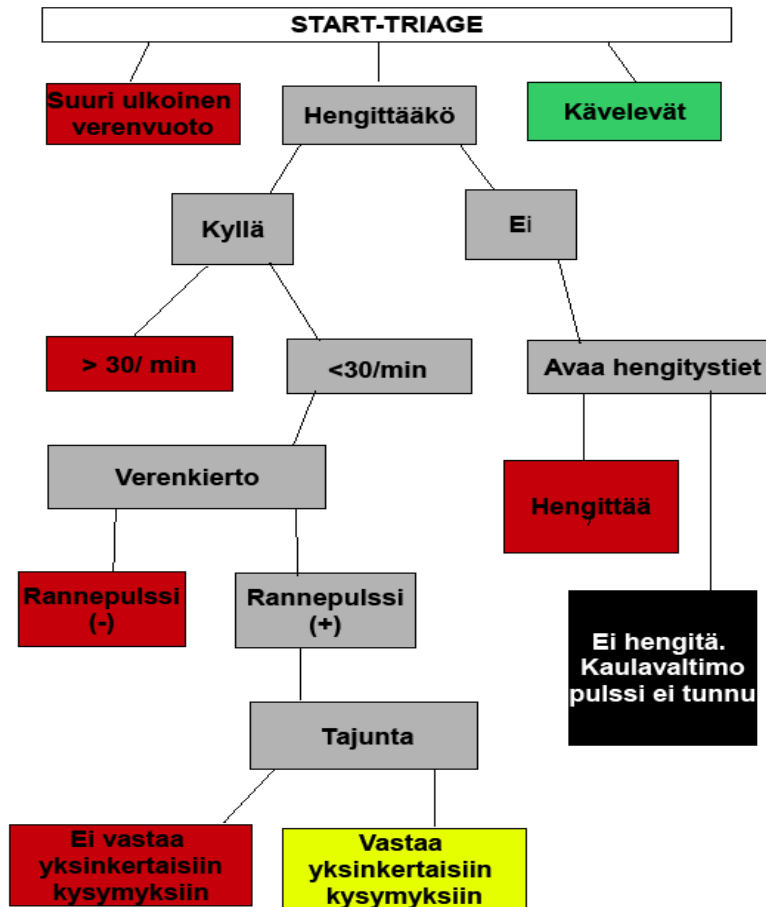 START-TRIAGE
Suuri ulkoinen
verenvuoto
Hengittääkö
Kävelevät
Kyllä
Ei
> 30/ min
<30/min
Avaa hengitystiet
Verenkierto
Hengittää
Rannepulssi
(-)
Rannepulssi
(+)
Ei hengitä.
Kaulavaltimo
pulssi ei tunnu
Tajunta
Ei vastaa
yksinkertaisiin
kysymyksiin
Vastaa
yksinkertaisiin
kysymyksiin